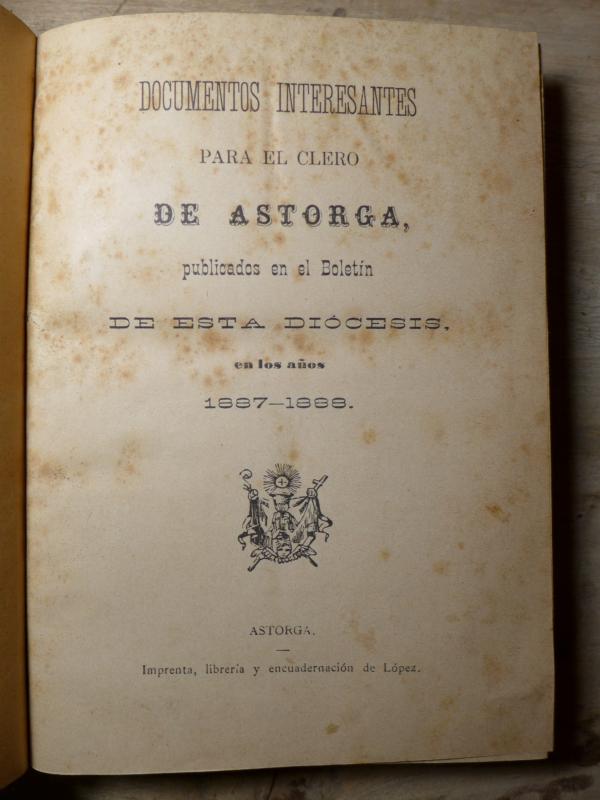 DOCUMENTOS INTERESANTES
PARA EL CLERO
DE ASTORGA,
publicados en el Boletín
DE ESTA DIÓCESIS,
en los años
1887—1888.
ASTORGA.
—
Imprenta, librería y encuadernación de López.